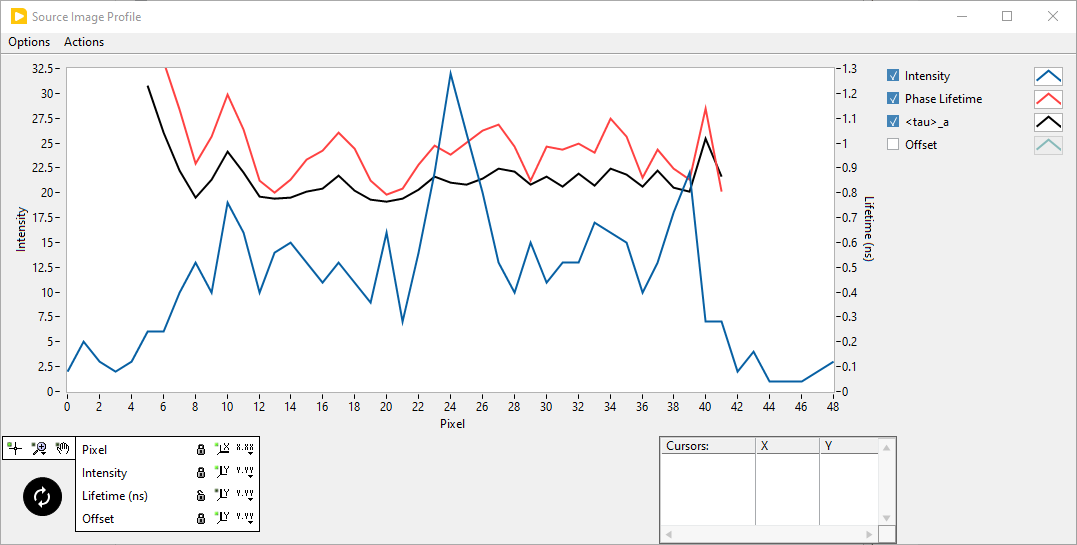 Source Image Profile
Options Actions
32.5
30
27.5
25
22.5
20
17.5
15
12.5
10
7.5
5
2.5
0
Intensity
1.3
1.2
1.1
1
0.9
0.8
0.7
0.6
0.5
0.4
0.3
0.2
0.1
0
Lifetime (ns)
0 2 4 6 8 10 12 14 16 18 20 22 24 26 28 30 32 34 36 38 40 42 44 46 48
Pixel
Intensity
Phase Lifetime
<tau>_a
Offset
Pixel X X.XX
Intensity Y Y.YY
Lifetime (ns) Y Y.YY
Offset Y Y.YY
Cursors: X Y